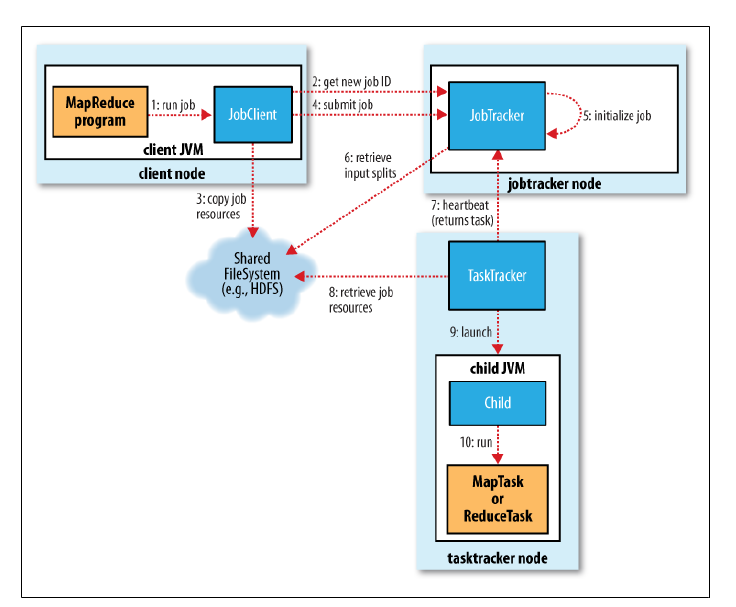 MapReduce
program
1: run job
JobClient
client JVM
client node
2: get new job ID
4: submit job
JobTracker
5: initialize job
jobtracker node
3: copy job
resources
6: retrieve
input splits
7: heartbeat
(returns task)
Shared
FileSystem
(e.g., HDFS)
8: retrieve job
resources
TaskTracker
9: launch
child JVM
Child
10: run
MapTask
or
ReduceTask
tasktracker node